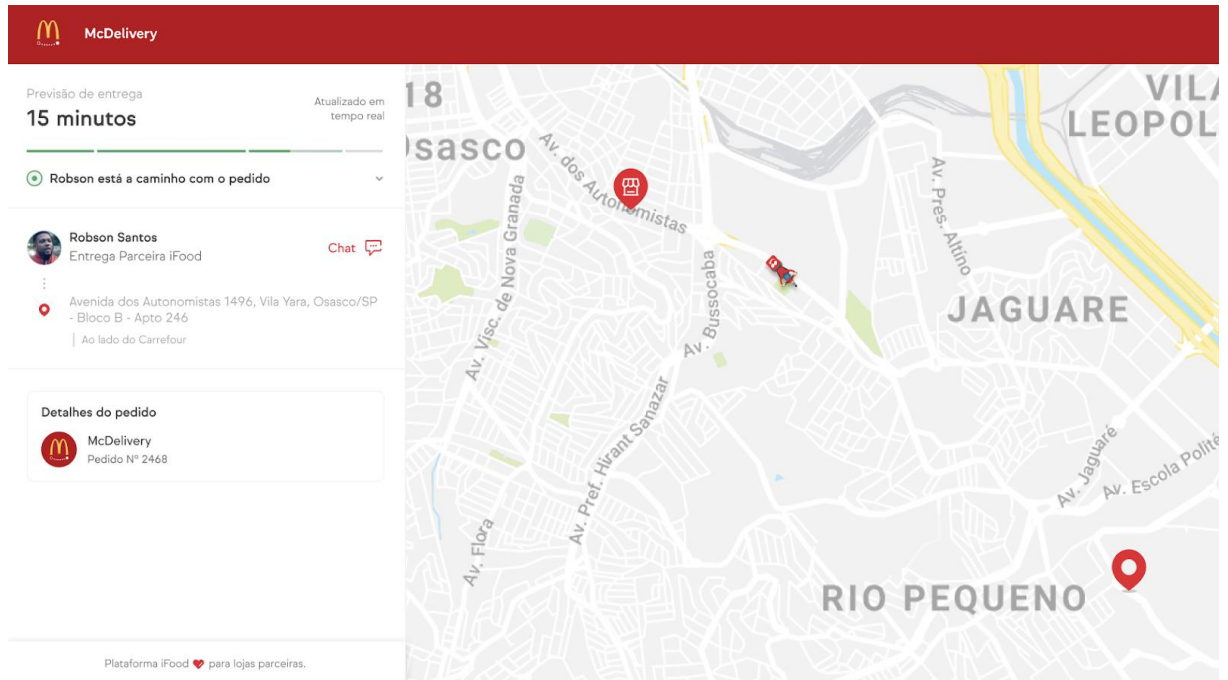 McDelivery
Previsão de entrega
15 minutos
Atualizado em
tempo real
Robson está a caminho com o pedido
Robson Santos
Entrega Parceira iFood
Chat
Avenida dos Autonomistas 1496, Vila Yara, Osasco/SP
- Bloco B - Apto 246
Ao lado do Carrefour
Detalhes do pedido
McDelivery
Pedido Nº 2468
Plataforma iFood para lojas parceiras.
18
Osasco
Av. dos Autonomistas
Av. Visc. de Nova Granada
Av. Bussocaba
Av. Pref. Hirant Sanazar
Av. Flora
Av. Pres. Altino
VILA
LEOPOL
JAGUARE
Av. Jaguaré
Av. Escola Polité
RIO PEQUENO